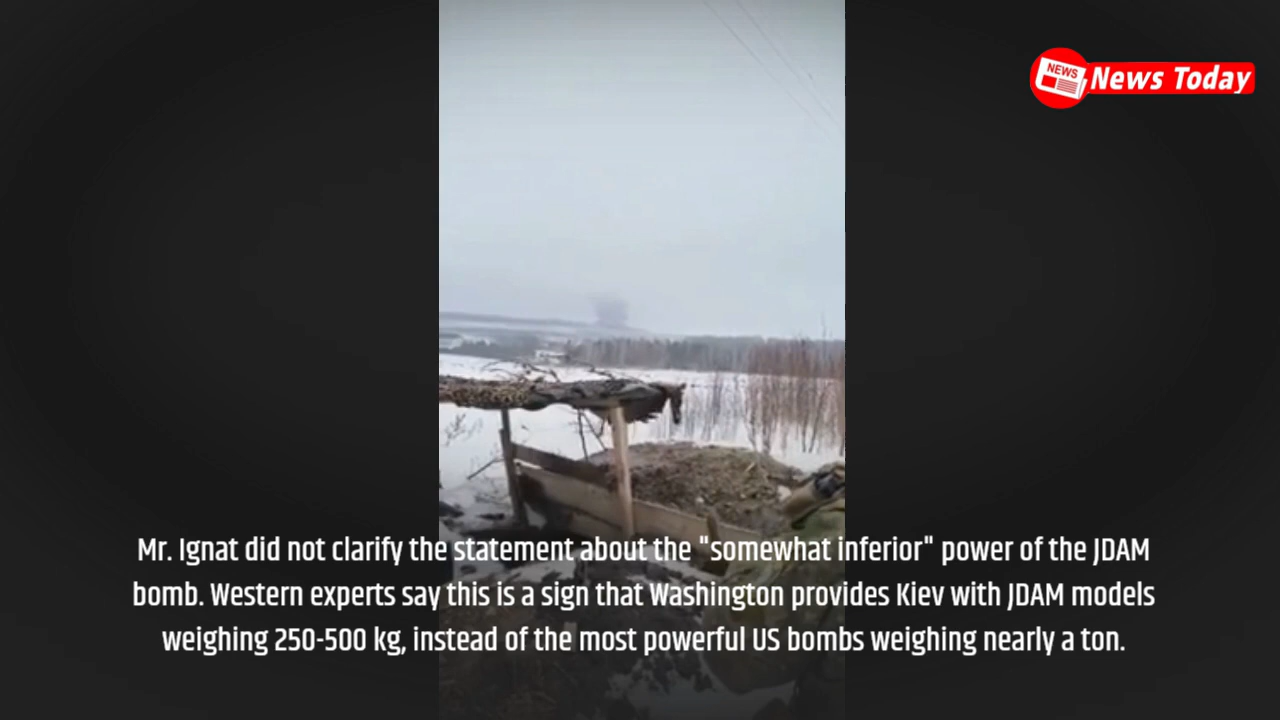 NEWS
News Today
Mr. Ignat did not clarify the statement about the "somewhat inferior" power of the JDAM
bomb. Western experts say this is a sign that Washington provides Kiev with JDAM models
weighing 250-500 kg, instead of the most powerful US bombs weighing nearly a ton.